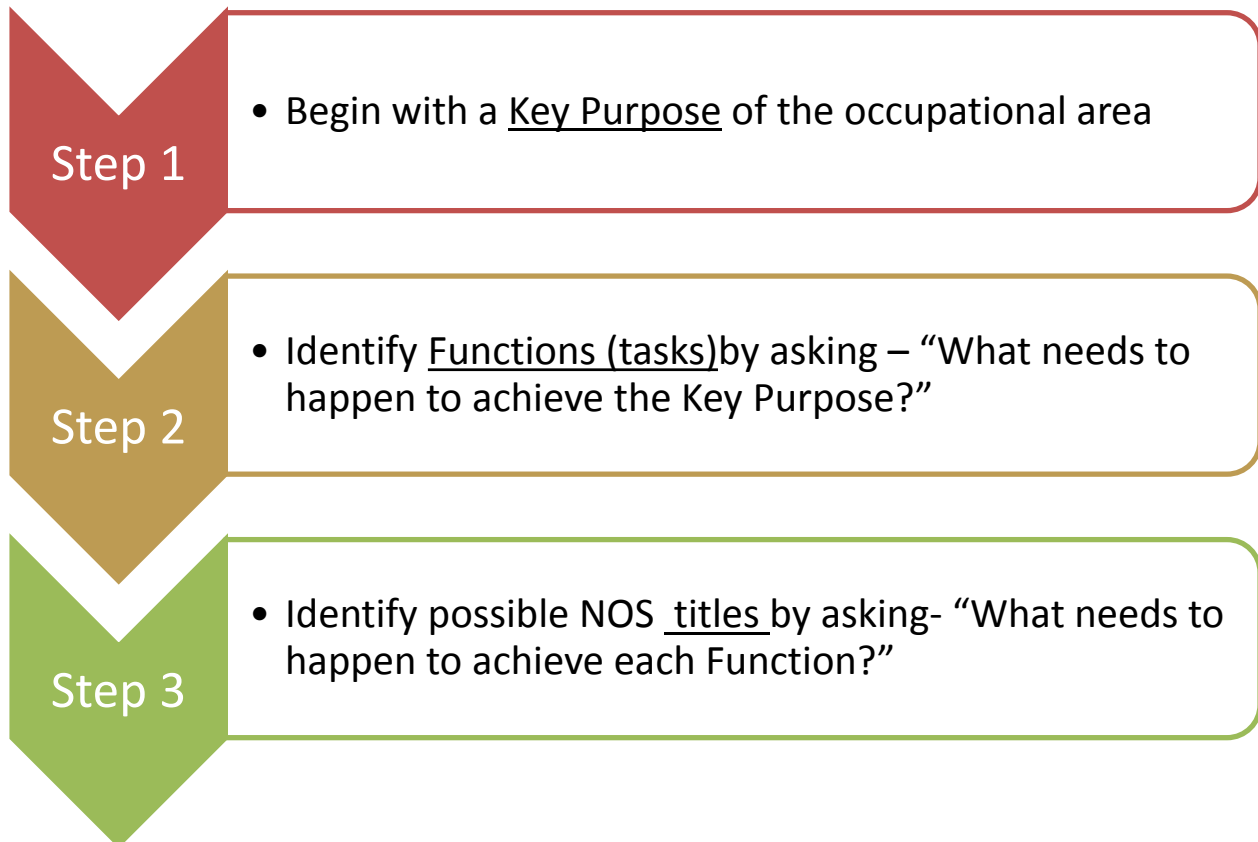 Step 1
• Begin with a Key Purpose of the occupational area
Step 2
• Identify Functions (tasks)by asking – “What needs to
happen to achieve the Key Purpose?”
Step 3
• Identify possible NOS  titles by asking- “What needs to
happen to achieve each Function?”